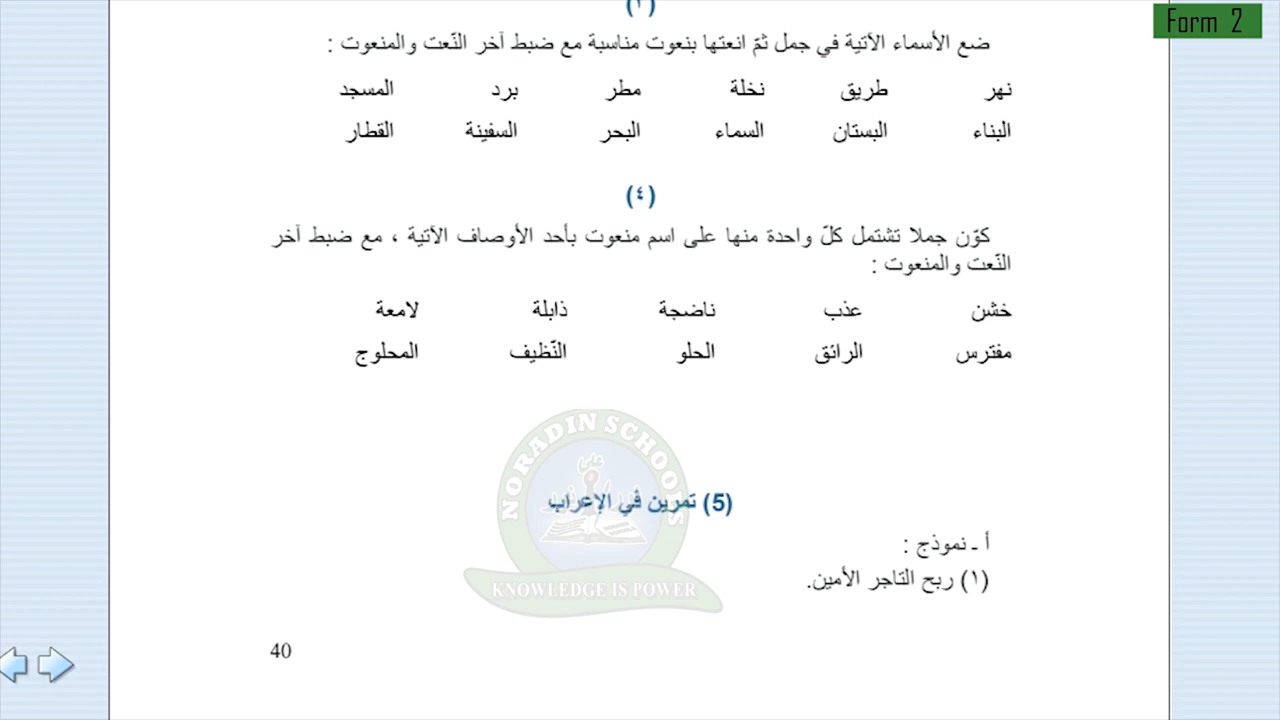 Form 2
(٣)
ضع الأسماء الآتية في جمل ثمّ انعتها بنعوت مناسبة مع ضبط آخر النّعت والمنعوت :
نهر طريق نخلة مطر برد المسجد
البناء البستان السماء البحر السفينة القطار
(٤)
كوّن جملا تشتمل كلّ واحدة منها على اسم منعوت بأحد الأوصاف الآتية ، مع ضبط آخر
النّعت والمنعوت :
خشن عذب ناضجة ذابلة لامعة
مفترس الرائق الحلو النّظيف المحلوج
NORADIN SCHOOLS
(5) تمرين في الإعراب
أ ـ نموذج :
(١) ربح التاجر الأمين.
KNOWLEDGE IS POWER
40